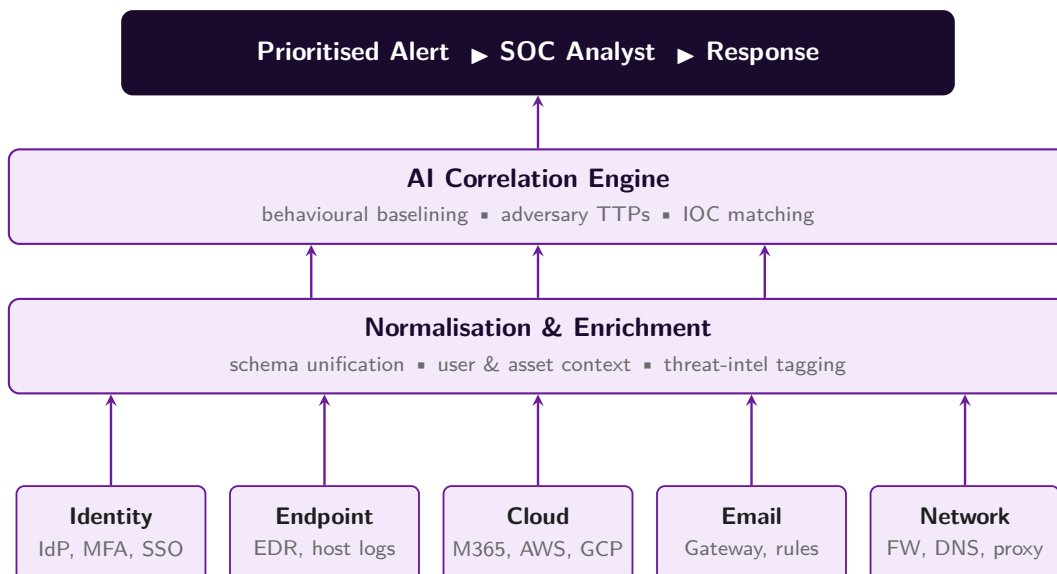 Prioritised Alert ▶ SOC Analyst ▶ Response
AI Correlation Engine
behavioural baselining ▪ adversary TTPs ▪ IOC matching
Normalisation & Enrichment
schema unification ▪ user & asset context ▪ threat-intel tagging
Identity
IdP, MFA, SSO
Endpoint
EDR, host logs
Cloud
M365, AWS, GCP
Email
Gateway, rules
Network
FW, DNS, proxy